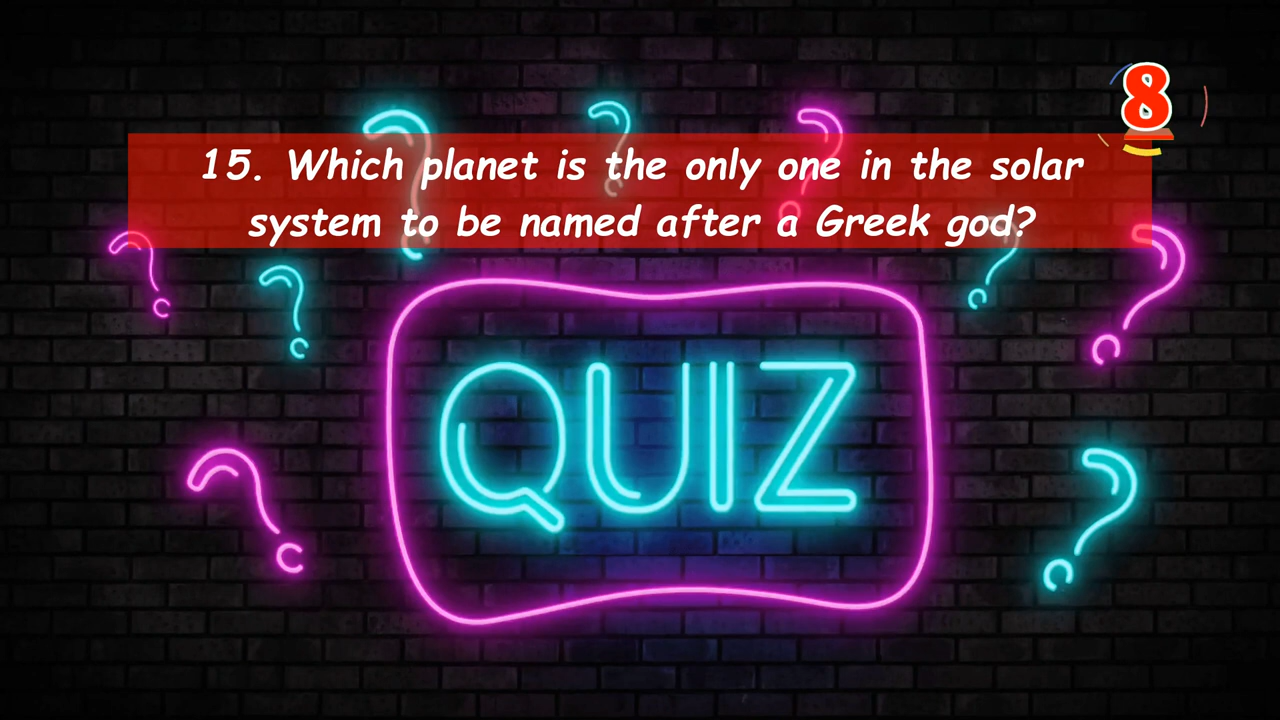 8
15. Which planet is the only one in the solar
system to be named after a Greek god?
QUIZ